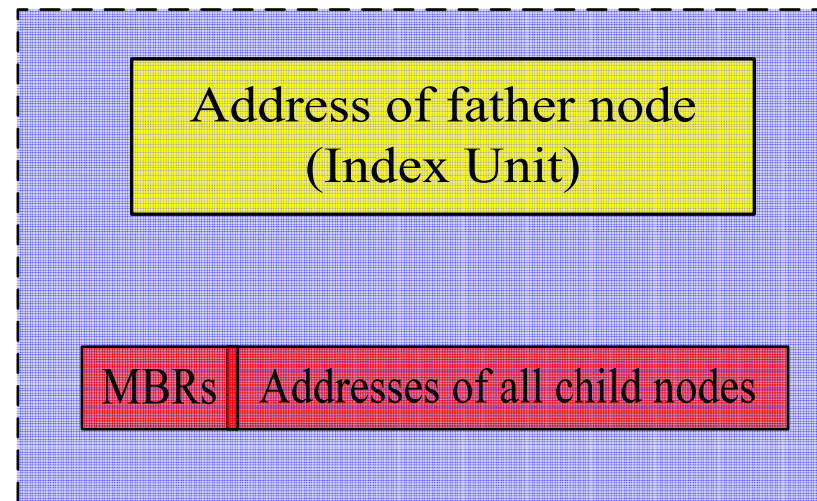 Address of father node
(Index Unit)
MBRs Addresses of all child nodes